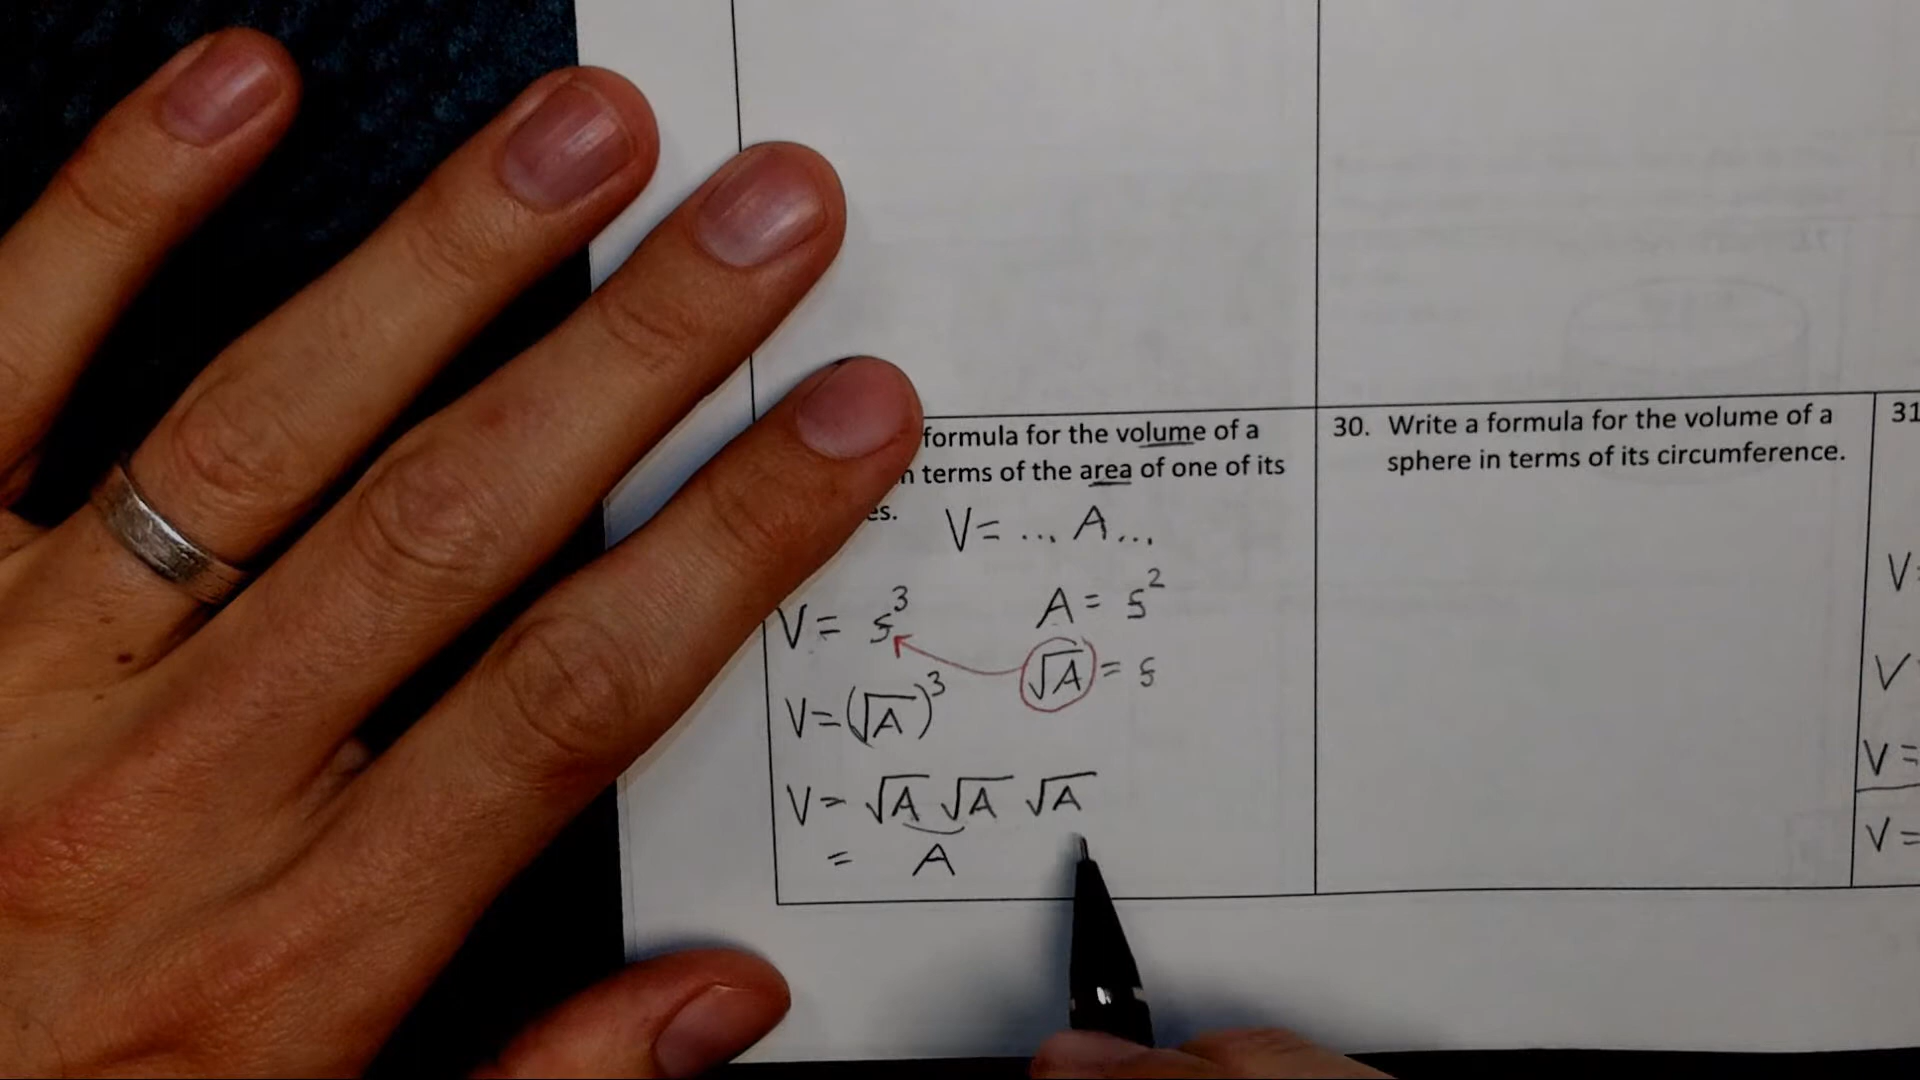 formula for the volume of a
terms of the area of one of its
es.
V = ... A ...
V = s³
A = s²
√A = s
V = (√A)³
V = √A √A √A
= A
30. Write a formula for the volume of a
sphere in terms of its circumference.
31
V
V
V =
V =